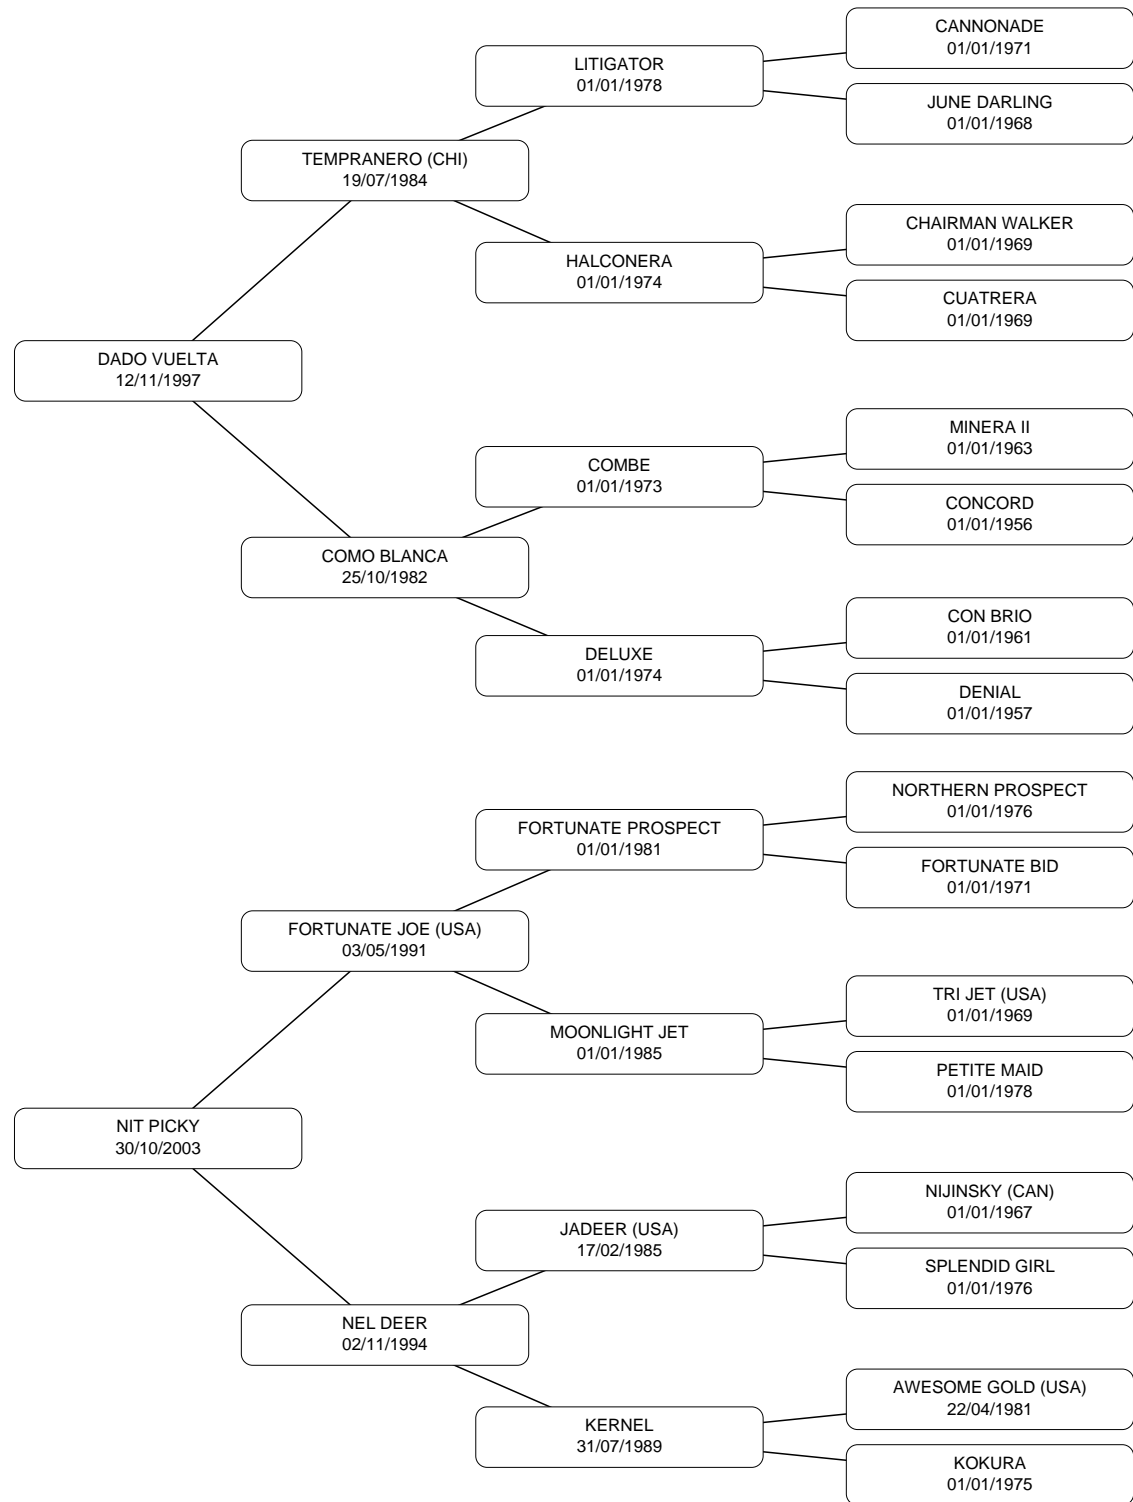 CANNONADE
01/01/1971
LITIGATOR
01/01/1978
JUNE DARLING
01/01/1968
TEMPRANERO (CHI)
19/07/1984
CHAIRMAN WALKER
01/01/1969
HALCONERA
01/01/1974
CUATRERA
01/01/1969
DADO VUELTA
12/11/1997
MINERA II
01/01/1963
COMBE
01/01/1973
CONCORD
01/01/1956
COMO BLANCA
25/10/1982
CON BRIO
01/01/1961
DELUXE
01/01/1974
DENIAL
01/01/1957
NORTHERN PROSPECT
01/01/1976
FORTUNATE PROSPECT
01/01/1981
FORTUNATE BID
01/01/1971
FORTUNATE JOE (USA)
03/05/1991
TRI JET (USA)
01/01/1969
MOONLIGHT JET
01/01/1985
PETITE MAID
01/01/1978
NIT PICKY
30/10/2003
NIJINSKY (CAN)
01/01/1967
JADEER (USA)
17/02/1985
SPLENDID GIRL
01/01/1976
NEL DEER
02/11/1994
AWESOME GOLD (USA)
22/04/1981
KERNEL
31/07/1989
KOKURA
01/01/1975